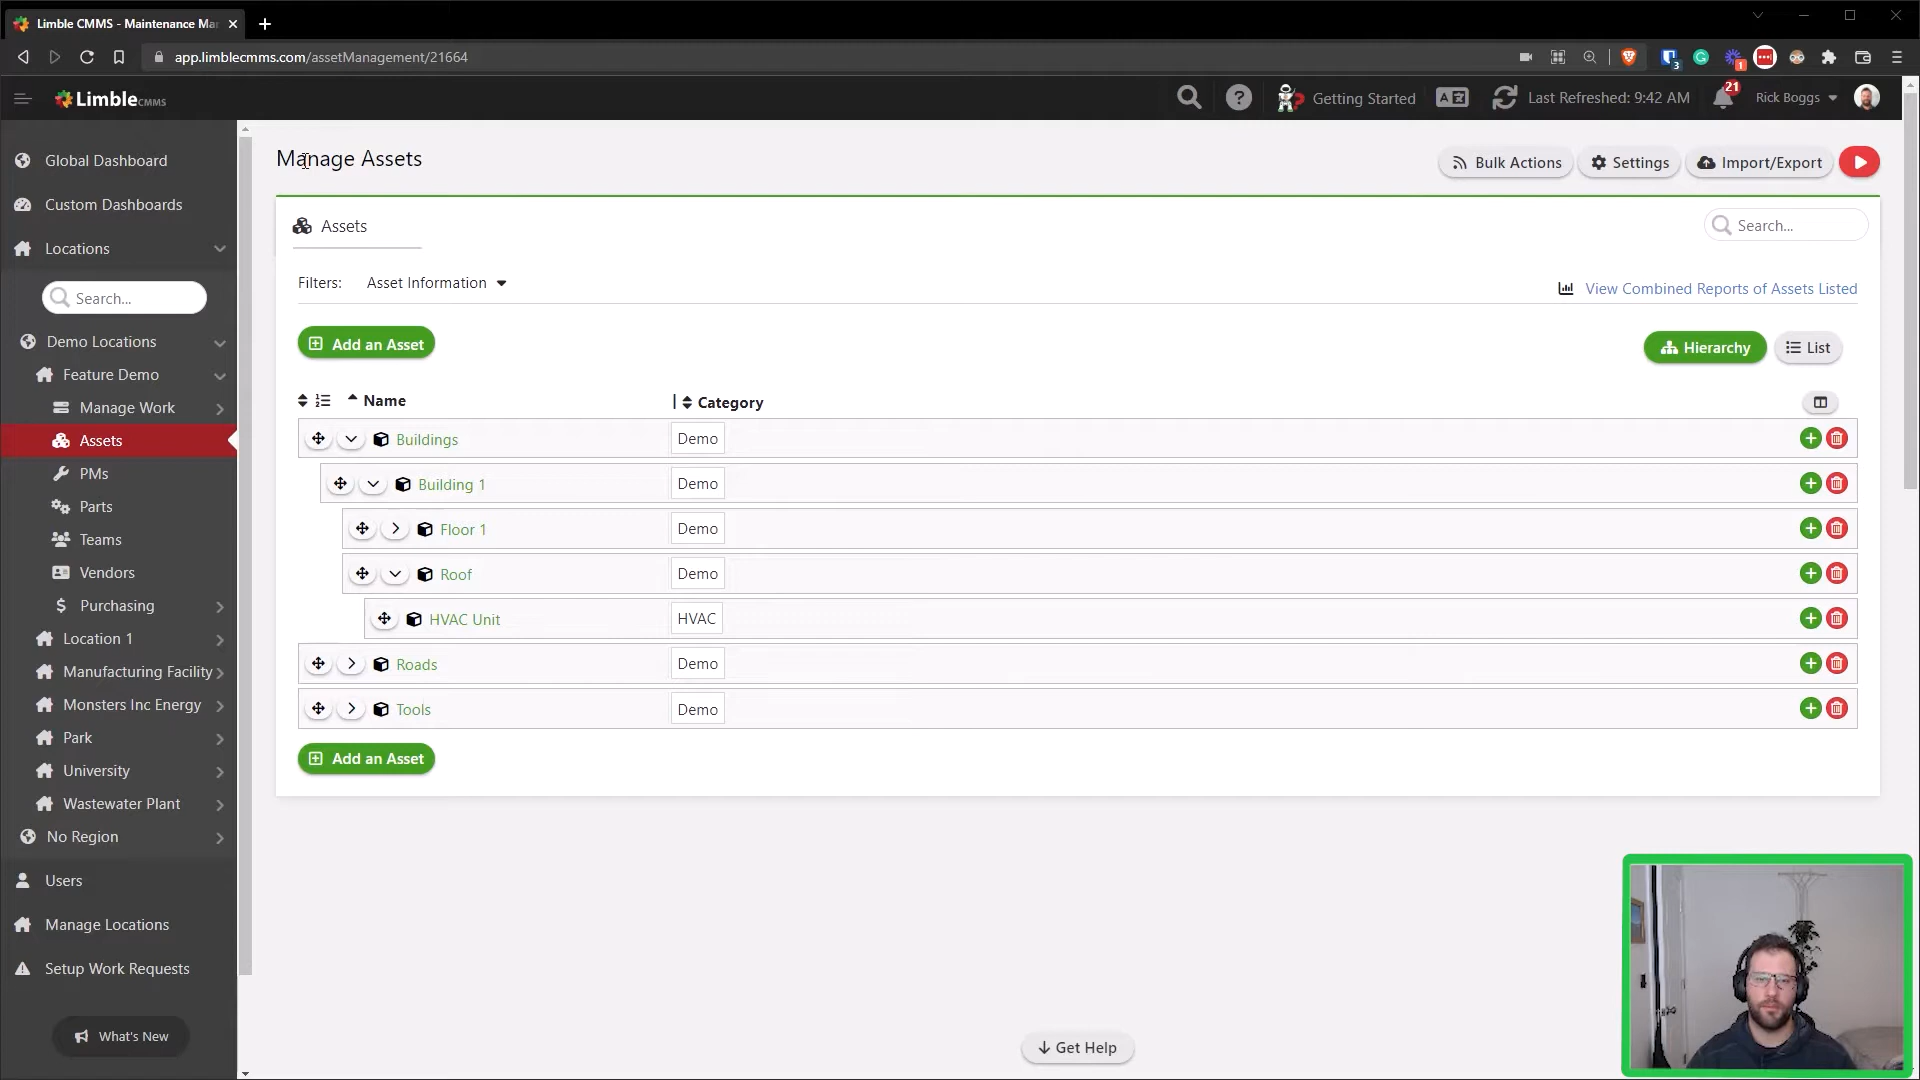 Limble CMMS - Maintenance Ma
app.limblecmms.com/assetManagement/21664
3
1
LimbleCMMS
Getting Started
Last Refreshed: 9:42 AM
21
Rick Boggs
Global Dashboard
Custom Dashboards
Locations
Search...
Demo Locations
Feature Demo
Manage Work
Assets
PMs
Parts
Teams
Vendors
Purchasing
Location 1
Manufacturing Facility
Monsters Inc Energy
Park
University
Wastewater Plant
No Region
Users
Manage Locations
Setup Work Requests
What's New
Manage Assets
Bulk Actions
Settings
Import/Export
Assets
Search...
Filters: Asset Information
View Combined Reports of Assets Listed
Add an Asset
Hierarchy
List
Name Category
Buildings Demo
Building 1 Demo
Floor 1 Demo
Roof Demo
HVAC Unit HVAC
Roads Demo
Tools Demo
Add an Asset
Get Help